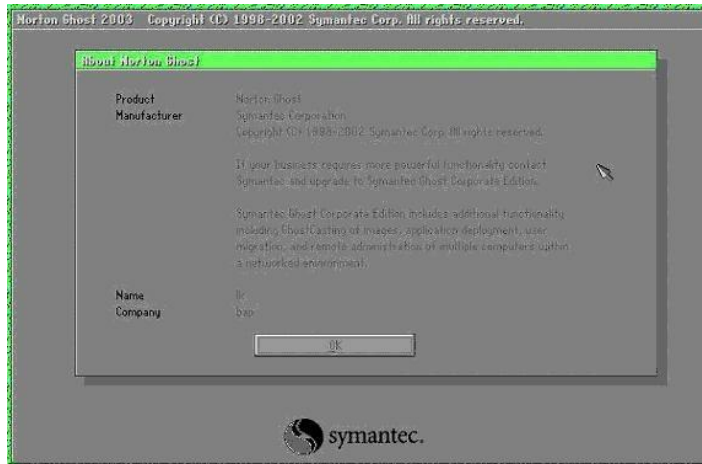 Norton Ghost 2003 Copyright (C) 1998-2002 Symantec Corp. All rights reserved.
About Norton Ghost
Product Norton Ghost
Manufacturer Symantec Corporation
Copyright (C) 1998-2002 Symantec Corp. All rights reserved.
If your business requires more powerful functionality contact
Symantec and upgrade to Symantec Ghost Corporate Edition.
Symantec Ghost Corporate Edition includes additional functionality
including GhostCasting of images, application deployment, user
migration, and remote administration of multiple computers within
a networked environment.
Name
Company
OK
symantec.